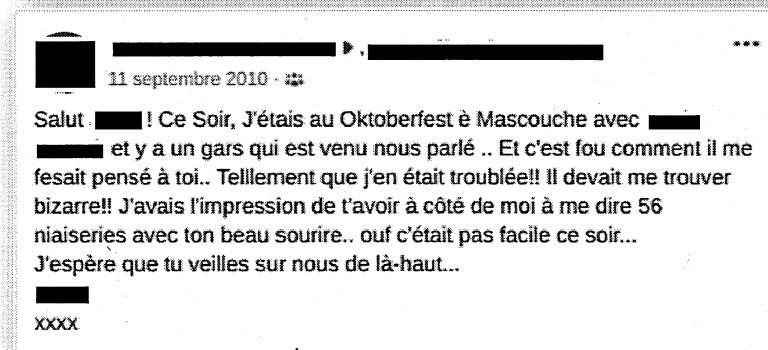 11 septembre 2010 ·
Salut ! Ce Soir, J'étais au Oktoberfest è Mascouche avec
et y a un gars qui est venu nous parlé .. Et c'est fou comment il me
fesait pensé à toi.. Telllement que j'en était troublée!! Il devait me trouver
bizarre!! J'avais l'impression de t'avoir à côté de moi à me dire 56
niaiseries avec ton beau sourire.. ouf c'était pas facile ce soir...
J'espère que tu veilles sur nous de là-haut...
xxxx